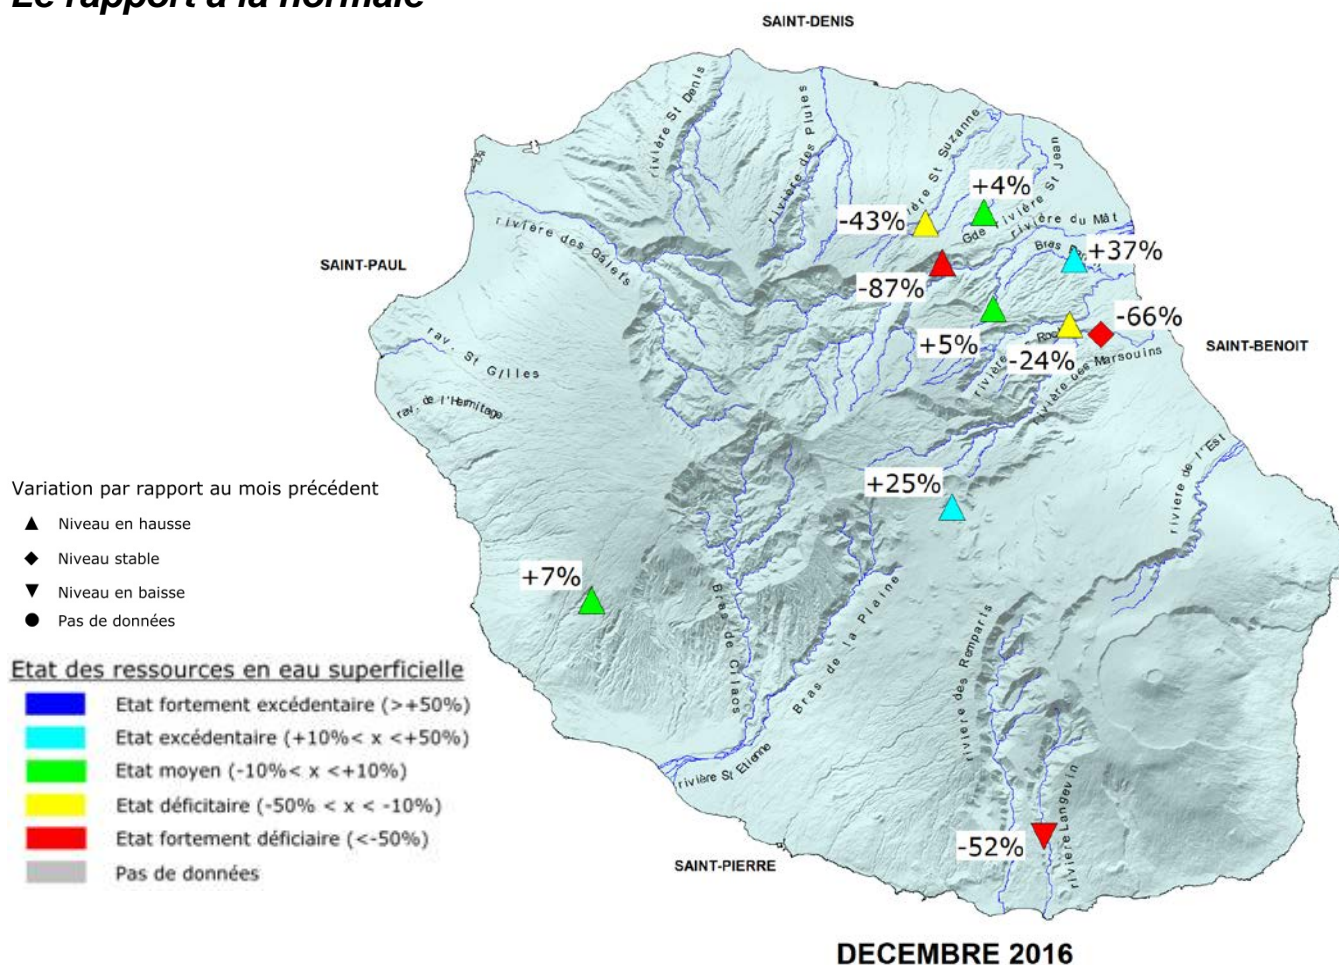 Le rapport à la normale
SAINT-DENIS
rivière St Denis
rivière des Pluies
St Suzanne
+4%
Gde rivière St Jean
-43%
rivière du Mât
Bras
+37%
rivière des Galets
SAINT-PAUL
-87%
-66%
+5%
-24%
rivière
rivière des Marsouins
SAINT-BENOIT
rav. St Gilles
rav. de l'Hermitage
rivière de l'Est
+25%
Variation par rapport au mois précédent
Niveau en hausse
Niveau stable
Niveau en baisse
Pas de données
+7%
Bras de Cilaos
Bras de la Plaine
rivière des Remparts
Etat des ressources en eau superficielle
Etat fortement excédentaire (>+50%)
Etat excédentaire (+10%< x <+50%)
Etat moyen (-10%< x <+10%)
Etat déficitaire (-50% < x < -10%)
Etat fortement déficiaire (<-50%)
Pas de données
rivière St Etienne
rivière Langevin
-52%
SAINT-PIERRE
DECEMBRE 2016